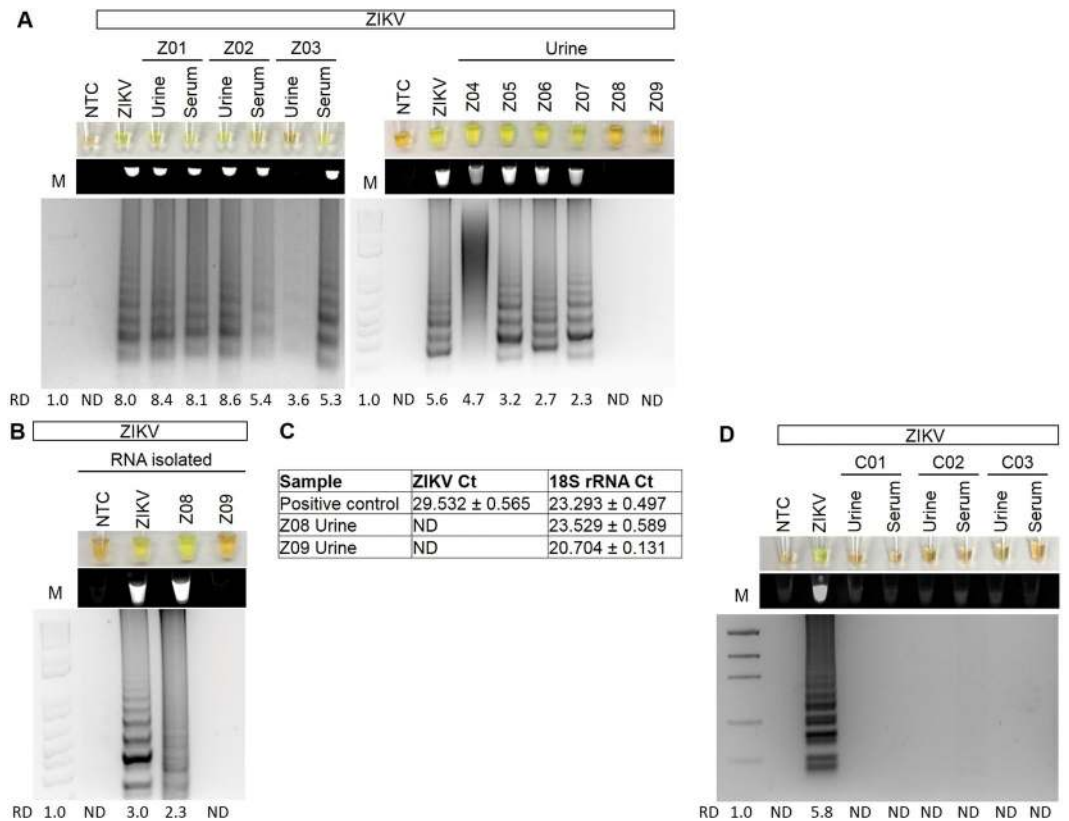 A
ZIKV
Z01 Z02 Z03
NTC ZIKV Urine Serum Urine Serum Urine Serum
M
RD 1.0 ND 8.0 8.4 8.1 8.6 5.4 3.6 5.3
Urine
NTC ZIKV Z04 Z05 Z06 Z07 Z08 Z09
M
1.0 ND 5.6 4.7 3.2 2.7 2.3 ND ND
B
ZIKV
RNA isolated
NTC ZIKV Z08 Z09
M
RD 1.0 ND 3.0 2.3 ND
C
Sample ZIKV Ct 18S rRNA Ct
Positive control 29.532 ± 0.565 23.293 ± 0.497
Z08 Urine ND 23.529 ± 0.589
Z09 Urine ND 20.704 ± 0.131
D
ZIKV
C01 C02 C03
NTC ZIKV Urine Serum Urine Serum Urine Serum
M
RD 1.0 ND 5.8 ND ND ND ND ND ND